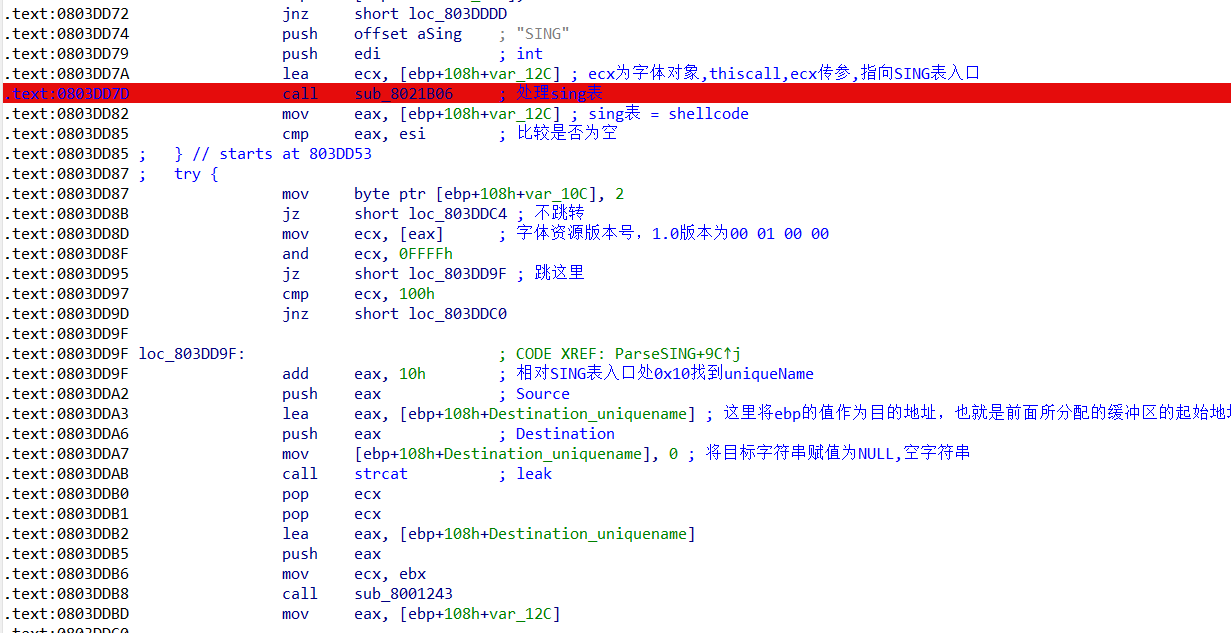 .text:0803DD72 jnz short loc_803DDDD
.text:0803DD74 push offset aSing ; "SING"
.text:0803DD79 push edi ; int
.text:0803DD7A lea ecx, [ebp+108h+var_12C] ; ecx为字体对象,thiscall,ecx传参,指向SING表入口
.text:0803DD7D call sub_8021B06 ; 处理sing表
.text:0803DD82 mov eax, [ebp+108h+var_12C] ; sing表 = shellcode
.text:0803DD85 cmp eax, esi ; 比较是否为空
.text:0803DD85 ; } // starts at 803DD53
.text:0803DD87 ; try {
.text:0803DD87 mov byte ptr [ebp+108h+var_10C], 2
.text:0803DD8B jz short loc_803DDC4 ; 不跳转
.text:0803DD8D mov ecx, [eax] ; 字体资源版本号，1.0版本为00 01 00 00
.text:0803DD8F and ecx, 0FFFFh
.text:0803DD95 jz short loc_803DD9F ; 跳这里
.text:0803DD97 cmp ecx, 100h
.text:0803DD9D jnz short loc_803DDC0
.text:0803DD9F
.text:0803DD9F loc_803DD9F: ; CODE XREF: ParseSING+9C↑j
.text:0803DD9F add eax, 10h ; 相对SING表入口处0x10找到uniqueName
.text:0803DDA2 push eax ; Source
.text:0803DDA3 lea eax, [ebp+108h+Destination_uniquename] ; 这里将ebp的值作为目的地址，也就是前面所分配的缓冲区的起始地
.text:0803DDA6 push eax ; Destination
.text:0803DDA7 mov [ebp+108h+Destination_uniquename], 0 ; 将目标字符串赋值为NULL,空字符串
.text:0803DDAB call strcat ; leak
.text:0803DDB0 pop ecx
.text:0803DDB1 pop ecx
.text:0803DDB2 lea eax, [ebp+108h+Destination_uniquename]
.text:0803DDB5 push eax
.text:0803DDB6 mov ecx, ebx
.text:0803DDB8 call sub_8001243
.text:0803DDBD mov eax, [ebp+108h+var_12C]